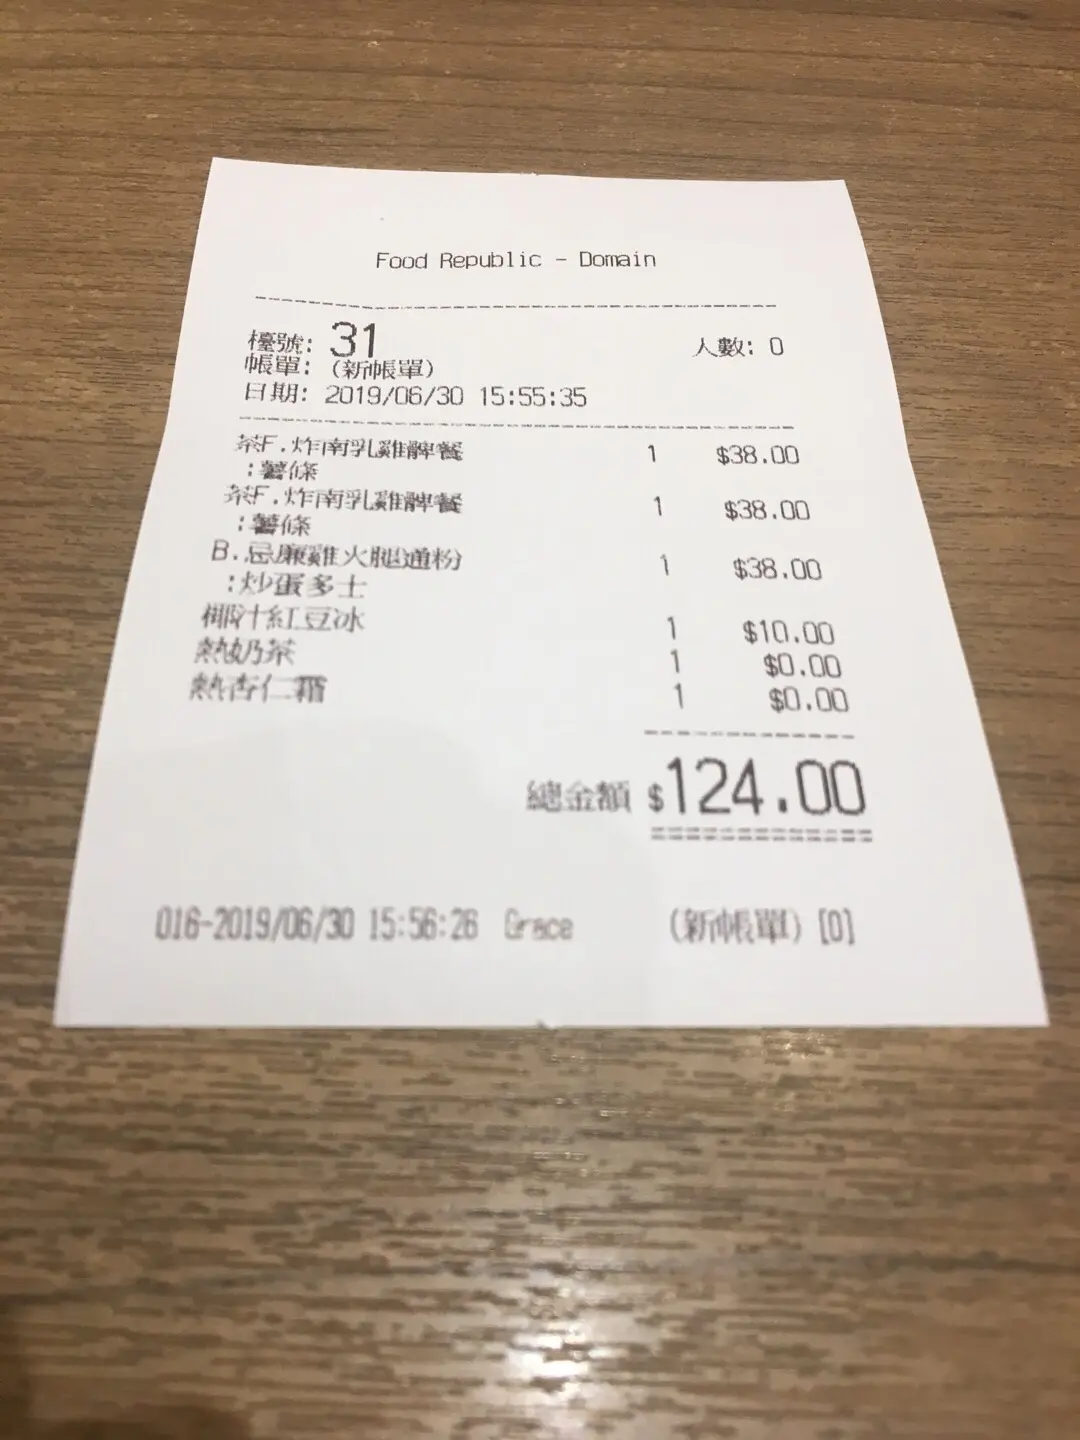 Food Republic - Domain
檯號: 31 人數: 0
帳單: (新帳單)
日期: 2019/06/30 15:55:35
茶F.炸南乳雞髀餐 1 $38.00
:薯條
茶F.炸南乳雞髀餐 1 $38.00
:薯條
B.忌廉雞火腿通粉 1 $38.00
:炒蛋多士
椰汁紅豆冰 1 $10.00
熱奶茶 1 $0.00
熱杏仁霜 1 $0.00
總金額 $124.00
016-2019/06/30 15:56:26 Grace (新帳單) [0]